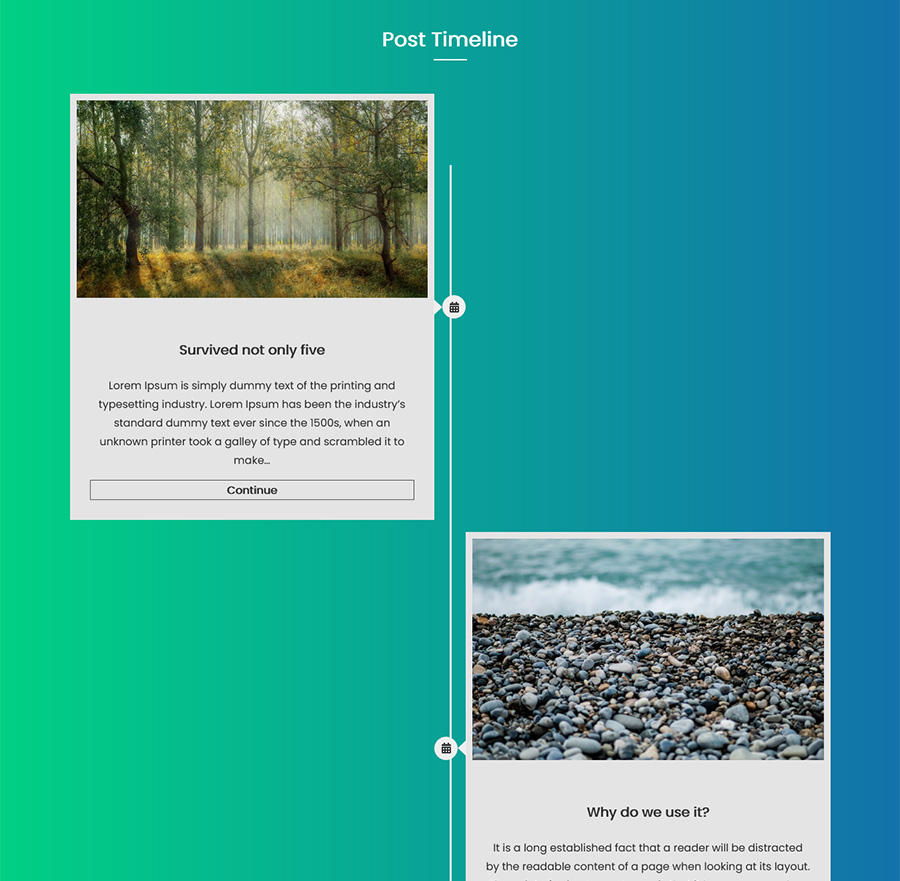 Post Timeline
Survived not only five
Lorem Ipsum is simply dummy text of the printing and
typesetting industry. Lorem Ipsum has been the industry’s
standard dummy text ever since the 1500s, when an
unknown printer took a galley of type and scrambled it to
make…
Continue
Why do we use it?
It is a long established fact that a reader will be distracted
by the readable content of a page when looking at its layout.